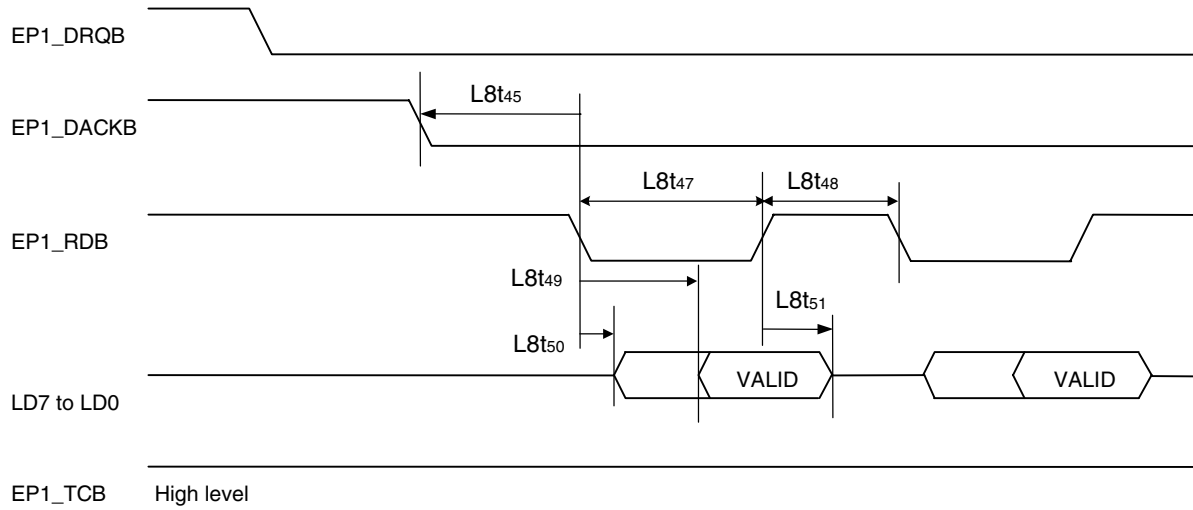 EP1_DRQB
L8t45
EP1_DACKB
L8t47
L8t48
EP1_RDB
L8t49
L8t51
L8t50
VALID
VALID
LD7 to LD0
EP1_TCB High level